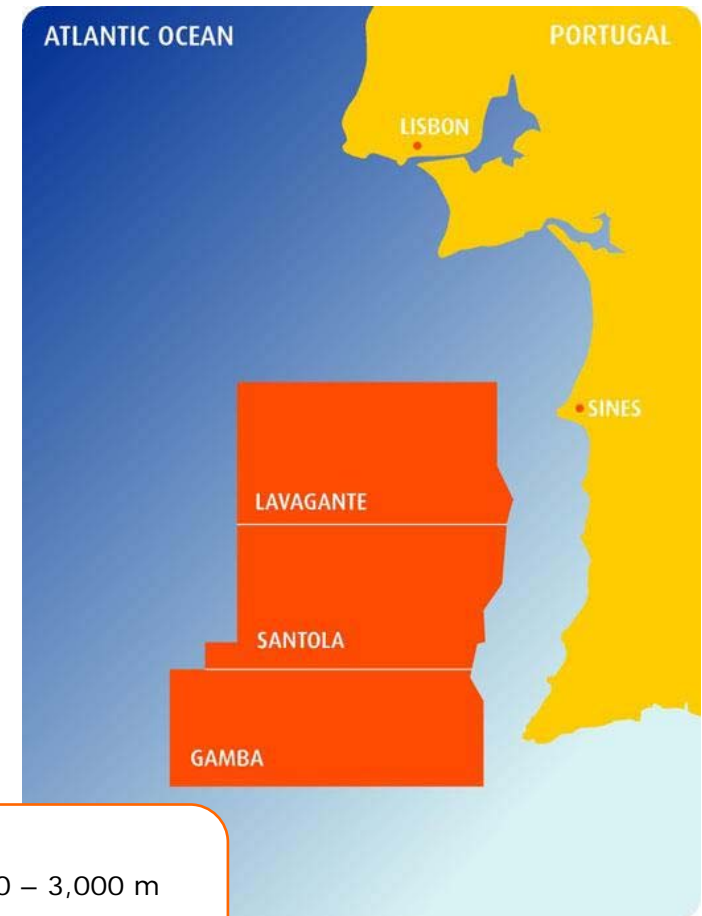 ATLANTIC OCEAN
PORTUGAL
LISBON
SINES
LAVAGANTE
SANTOLA
GAMBA
0 – 3,000 m